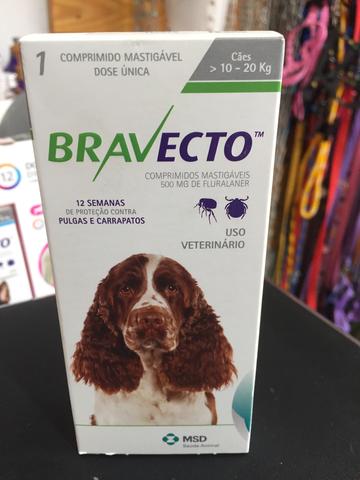 1 COMPRIMIDO MASTIGÁVEL
DOSE ÚNICA
Cães
> 10 – 20 Kg
BRAVECTO™
COMPRIMIDOS MASTIGÁVEIS
500 MG DE FLURALANER
12 SEMANAS
DE PROTEÇÃO CONTRA
PULGAS E CARRAPATOS
USO
VETERINÁRIO
MSD
Saúde Animal
12